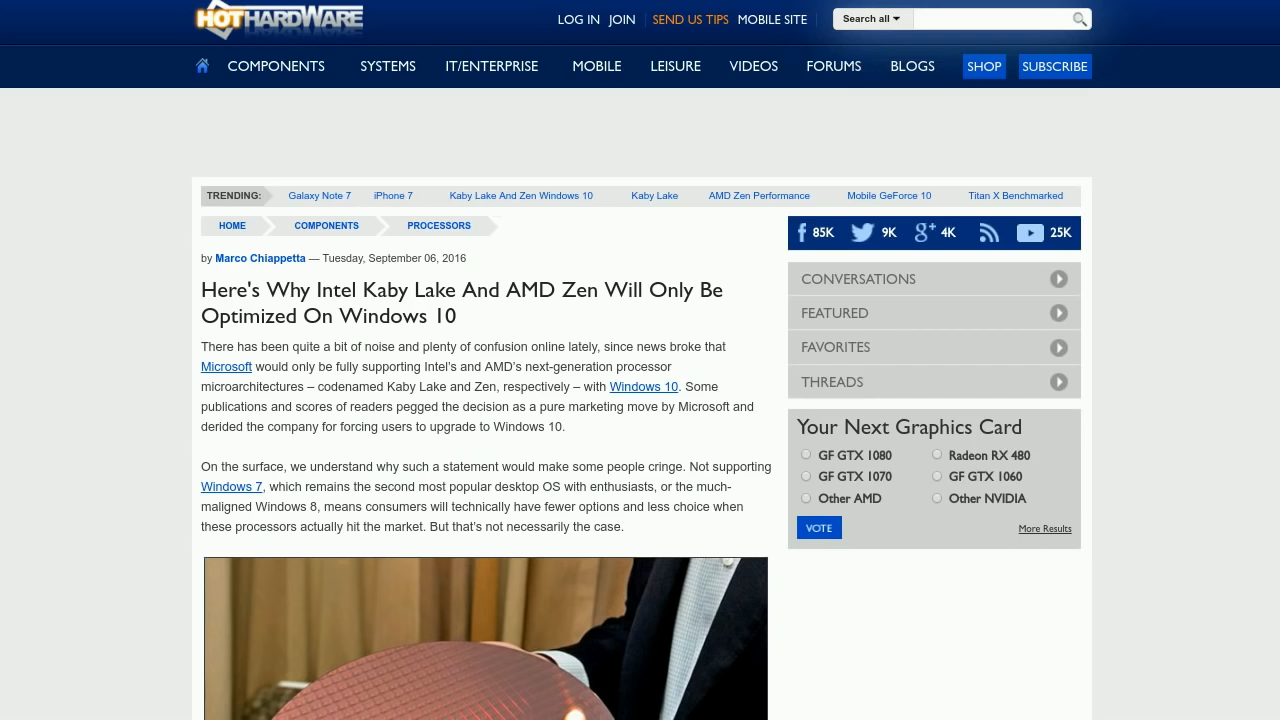 HOTHARDWARE
LOG IN JOIN SEND US TIPS MOBILE SITE Search all
COMPONENTS SYSTEMS IT/ENTERPRISE MOBILE LEISURE VIDEOS FORUMS BLOGS SHOP SUBSCRIBE
TRENDING: Galaxy Note 7 iPhone 7 Kaby Lake And Zen Windows 10 Kaby Lake AMD Zen Performance Mobile GeForce 10 Titan X Benchmarked
HOME COMPONENTS PROCESSORS
by Marco Chiappetta — Tuesday, September 06, 2016
Here's Why Intel Kaby Lake And AMD Zen Will Only Be
Optimized On Windows 10
There has been quite a bit of noise and plenty of confusion online lately, since news broke that
Microsoft would only be fully supporting Intel's and AMD's next-generation processor
microarchitectures – codenamed Kaby Lake and Zen, respectively – with Windows 10. Some
publications and scores of readers pegged the decision as a pure marketing move by Microsoft and
derided the company for forcing users to upgrade to Windows 10.
On the surface, we understand why such a statement would make some people cringe. Not supporting
Windows 7, which remains the second most popular desktop OS with enthusiasts, or the much-
maligned Windows 8, means consumers will technically have fewer options and less choice when
these processors actually hit the market. But that's not necessarily the case.
85K 9K 4K 25K
CONVERSATIONS
FEATURED
FAVORITES
THREADS
Your Next Graphics Card
GF GTX 1080 Radeon RX 480
GF GTX 1070 GF GTX 1060
Other AMD Other NVIDIA
VOTE More Results